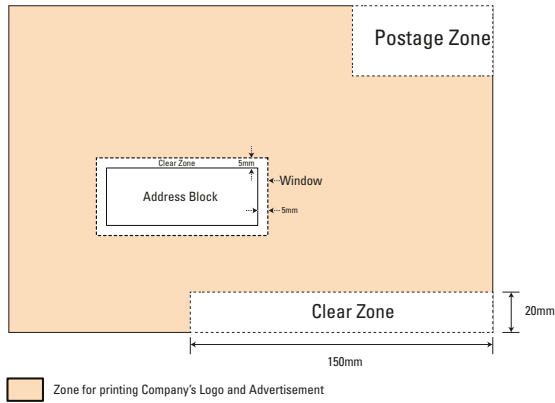 Postage Zone
Clear Zone
5mm
Window
Address Block
5mm
Clear Zone
20mm
150mm
Zone for printing Company's Logo and Advertisement